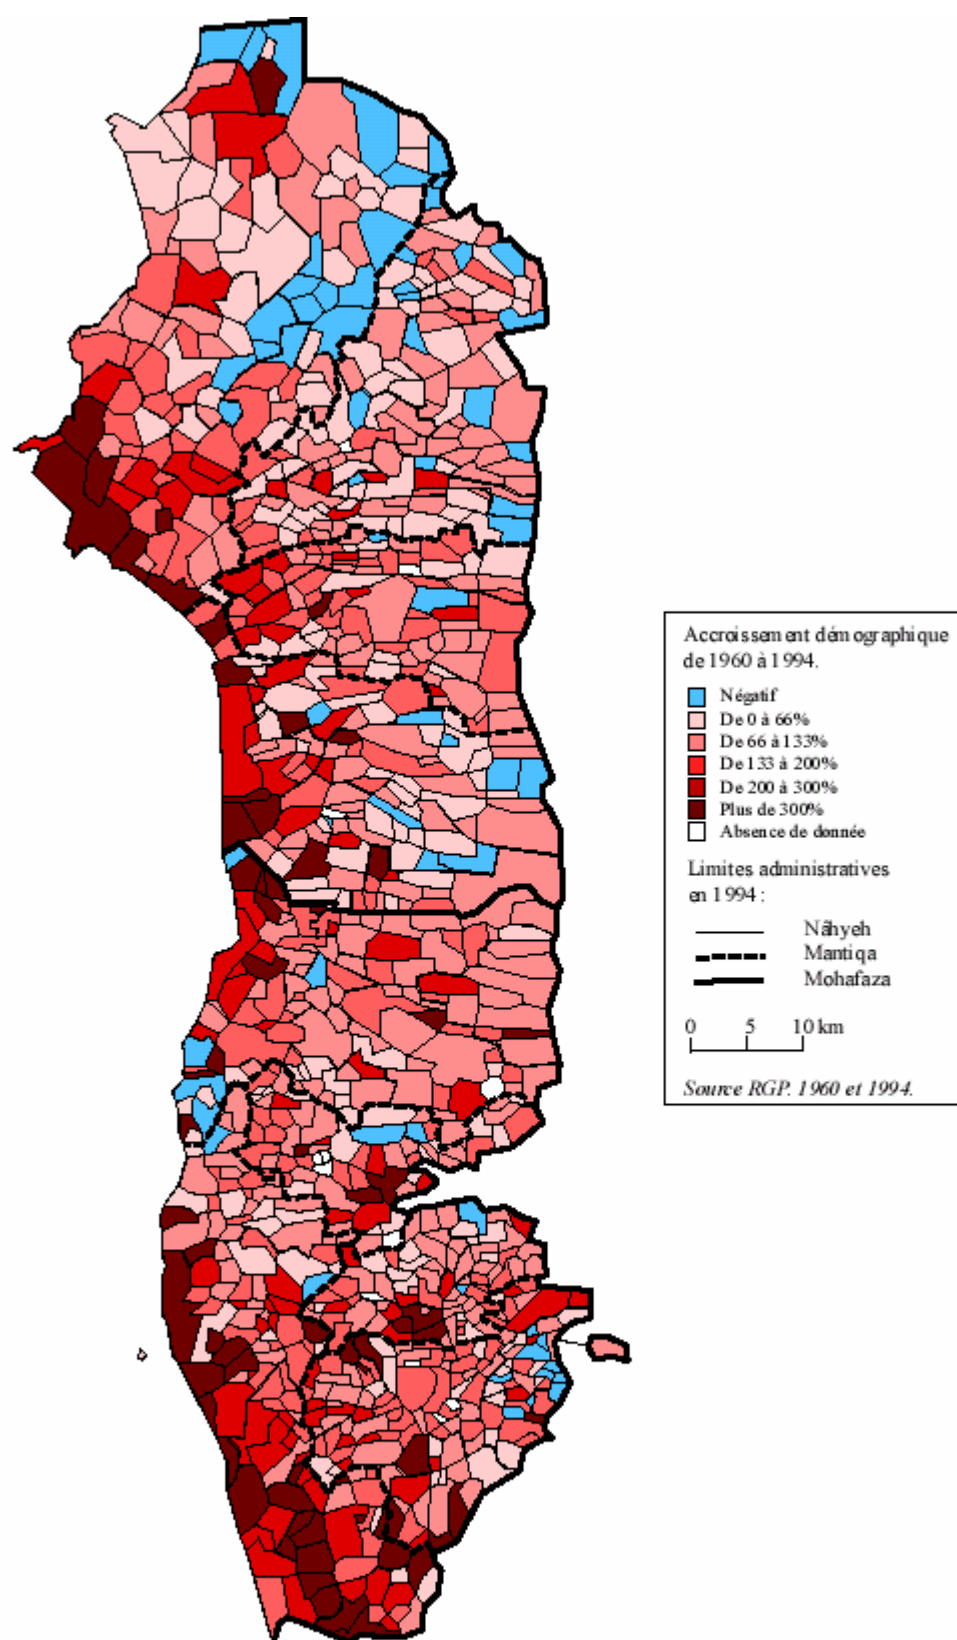 Accroissement démographique
de 1960 à 1994.
Négatif
De 0 à 66%
De 66 à 133%
De 133 à 200%
De 200 à 300%
Plus de 300%
Absence de donnée
Limites administratives
en 1994 :
Nâhyeh
Mantiqa
Mohafaza
0 5 10 km
Source RGP. 1960 et 1994.